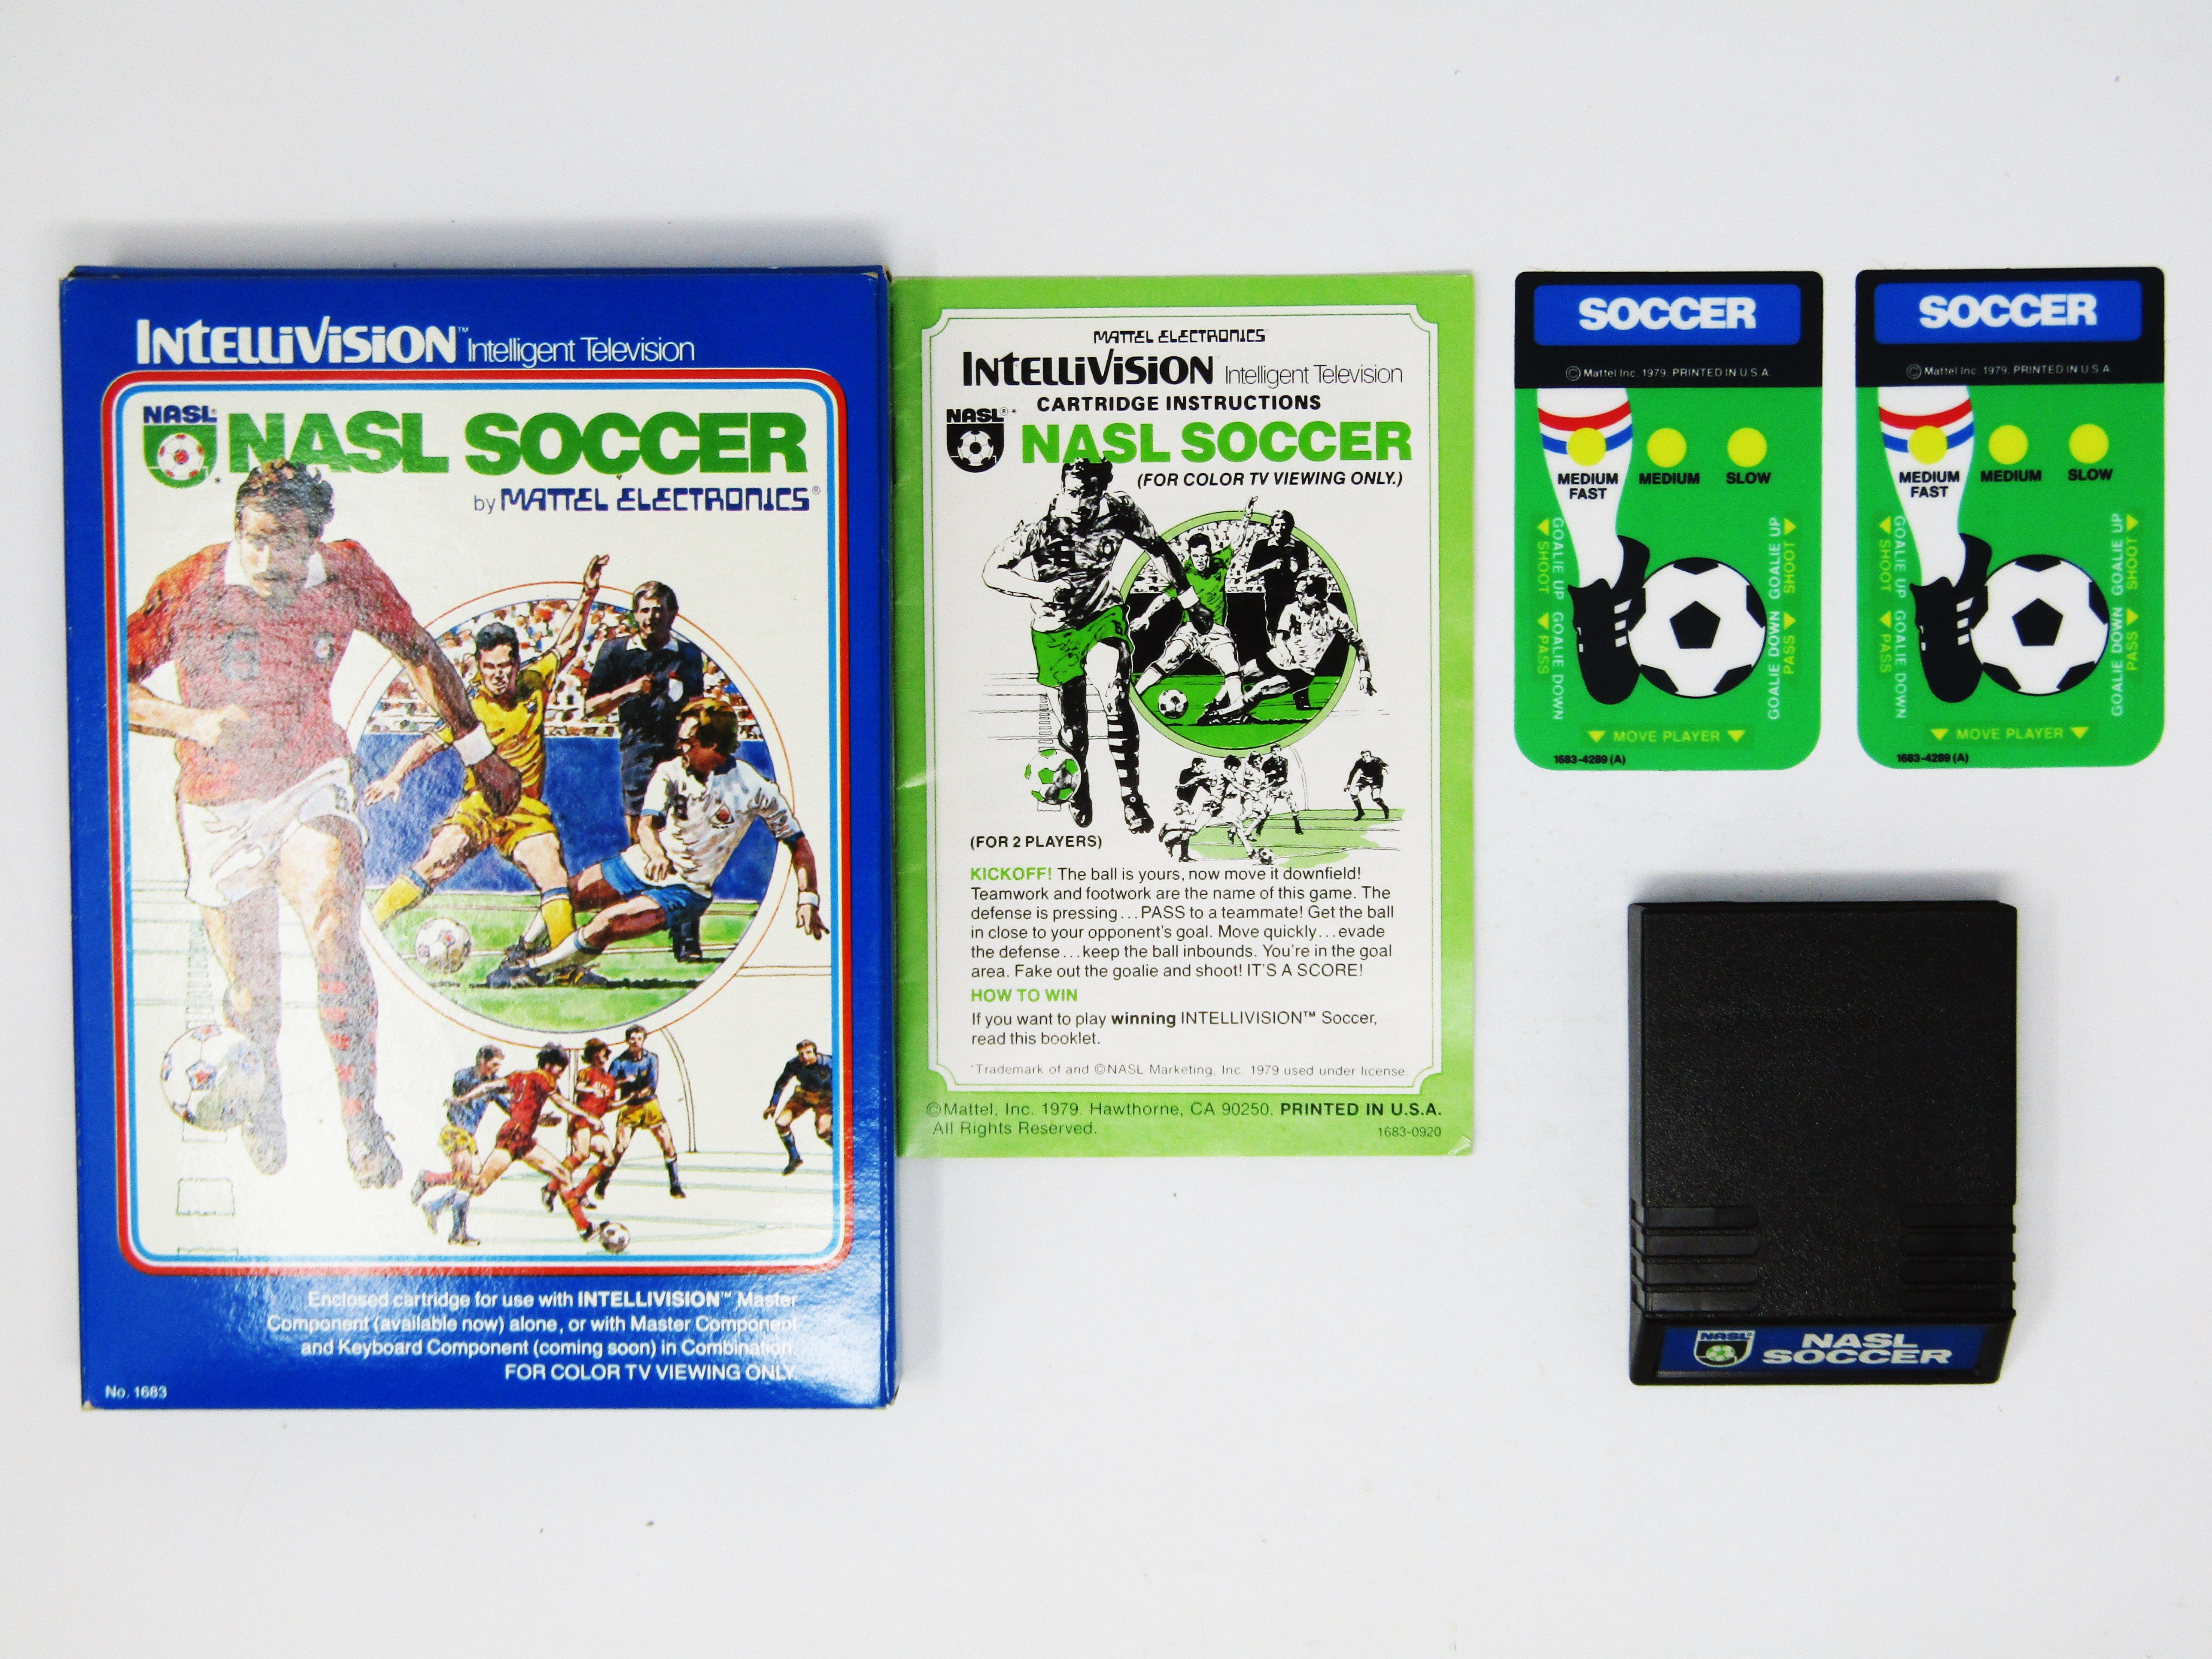 INTELLIVISION™ Intelligent Television
NASL®
NASL SOCCER
*
by MATTEL ELECTRONICS®
Enclosed cartridge for use with INTELLIVISION™ Master
Component (available now) alone, or with Master Component
and Keyboard Component (coming soon) in Combination.
FOR COLOR TV VIEWING ONLY.
No. 1683
MATTEL ELECTRONICS
INTELLIVISION Intelligent Television
CARTRIDGE INSTRUCTIONS
NASL®*
NASL SOCCER
(FOR COLOR TV VIEWING ONLY.)
(FOR 2 PLAYERS)
KICKOFF! The ball is yours, now move it downfield!
Teamwork and footwork are the name of this game. The
defense is pressing...PASS to a teammate! Get the ball
in close to your opponent's goal. Move quickly...evade
the defense...keep the ball inbounds. You're in the goal
area. Fake out the goalie and shoot! IT'S A SCORE!
HOW TO WIN
If you want to play winning INTELLIVISION™ Soccer,
read this booklet.
*Trademark of and ©NASL Marketing, Inc. 1979 used under license
©Mattel, Inc. 1979. Hawthorne, CA 90250. PRINTED IN U.S.A.
All Rights Reserved.
1683-0920
SOCCER
© Mattel Inc. 1979. PRINTED IN U.S.A.
MEDIUM FAST
MEDIUM
SLOW
GOALIE UP
SHOOT
GOALIE DOWN
PASS
GOALIE UP
SHOOT
GOALIE DOWN
PASS
MOVE PLAYER
1683-4289 (A)
SOCCER
© Mattel Inc. 1979. PRINTED IN U.S.A.
MEDIUM FAST
MEDIUM
SLOW
GOALIE UP
SHOOT
GOALIE DOWN
PASS
GOALIE UP
SHOOT
GOALIE DOWN
PASS
MOVE PLAYER
1683-4289 (A)
NASL®
NASL
SOCCER